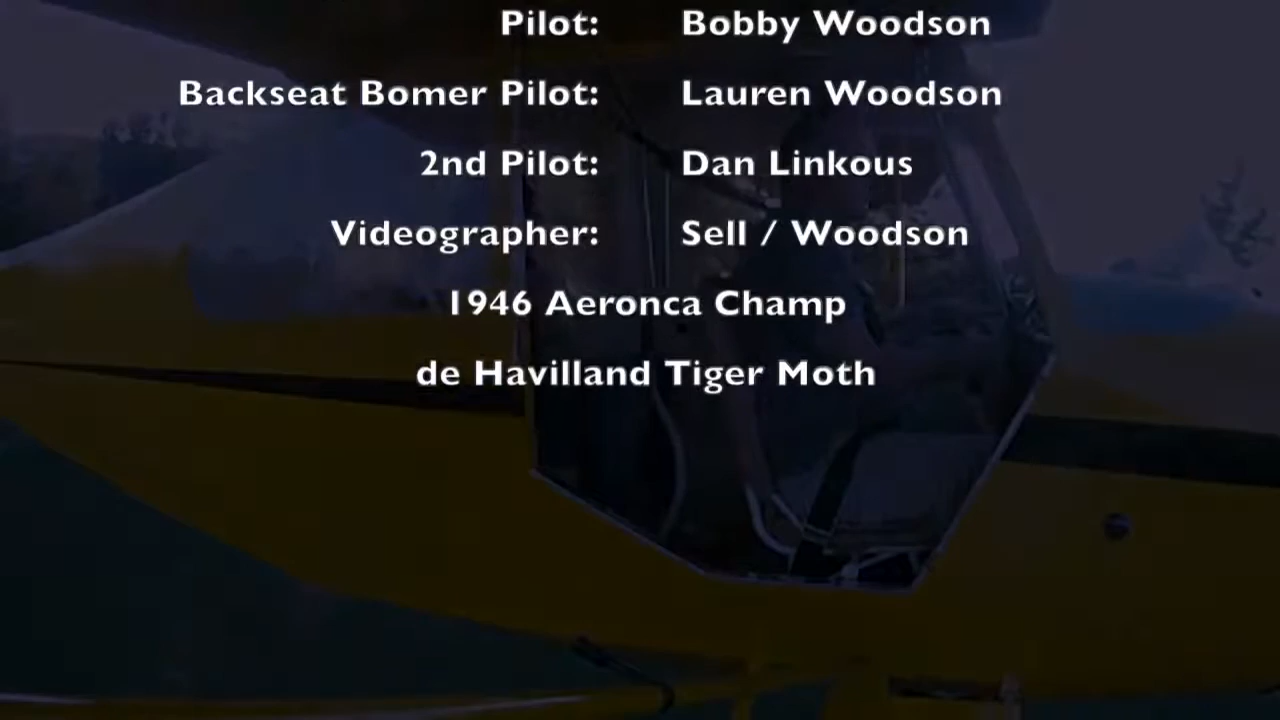 Pilot: Bobby Woodson
Backseat Bomer Pilot: Lauren Woodson
2nd Pilot: Dan Linkous
Videographer: Sell / Woodson
1946 Aeronca Champ
de Havilland Tiger Moth